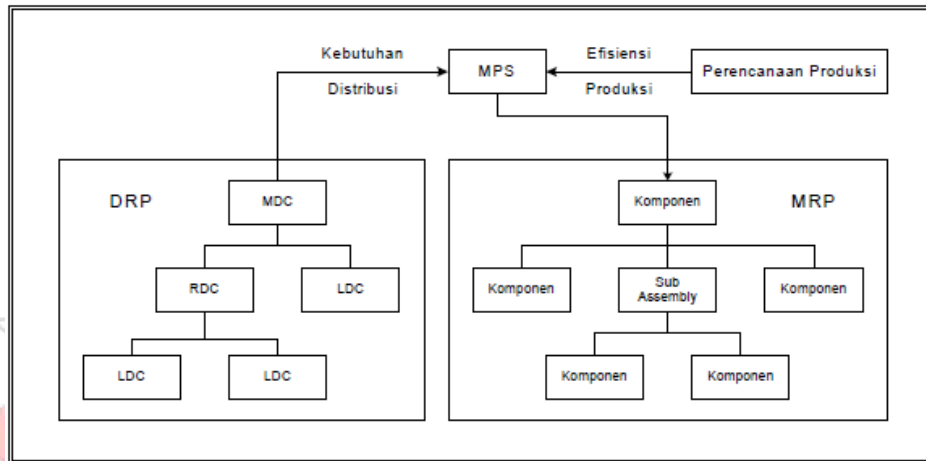 Kebutuhan
Distribusi
MPS
Efisiensi
Produksi
Perencanaan Produksi
DRP
MDC
RDC
LDC
LDC
LDC
MRP
Komponen
Komponen
Sub
Assembly
Komponen
Komponen
Komponen